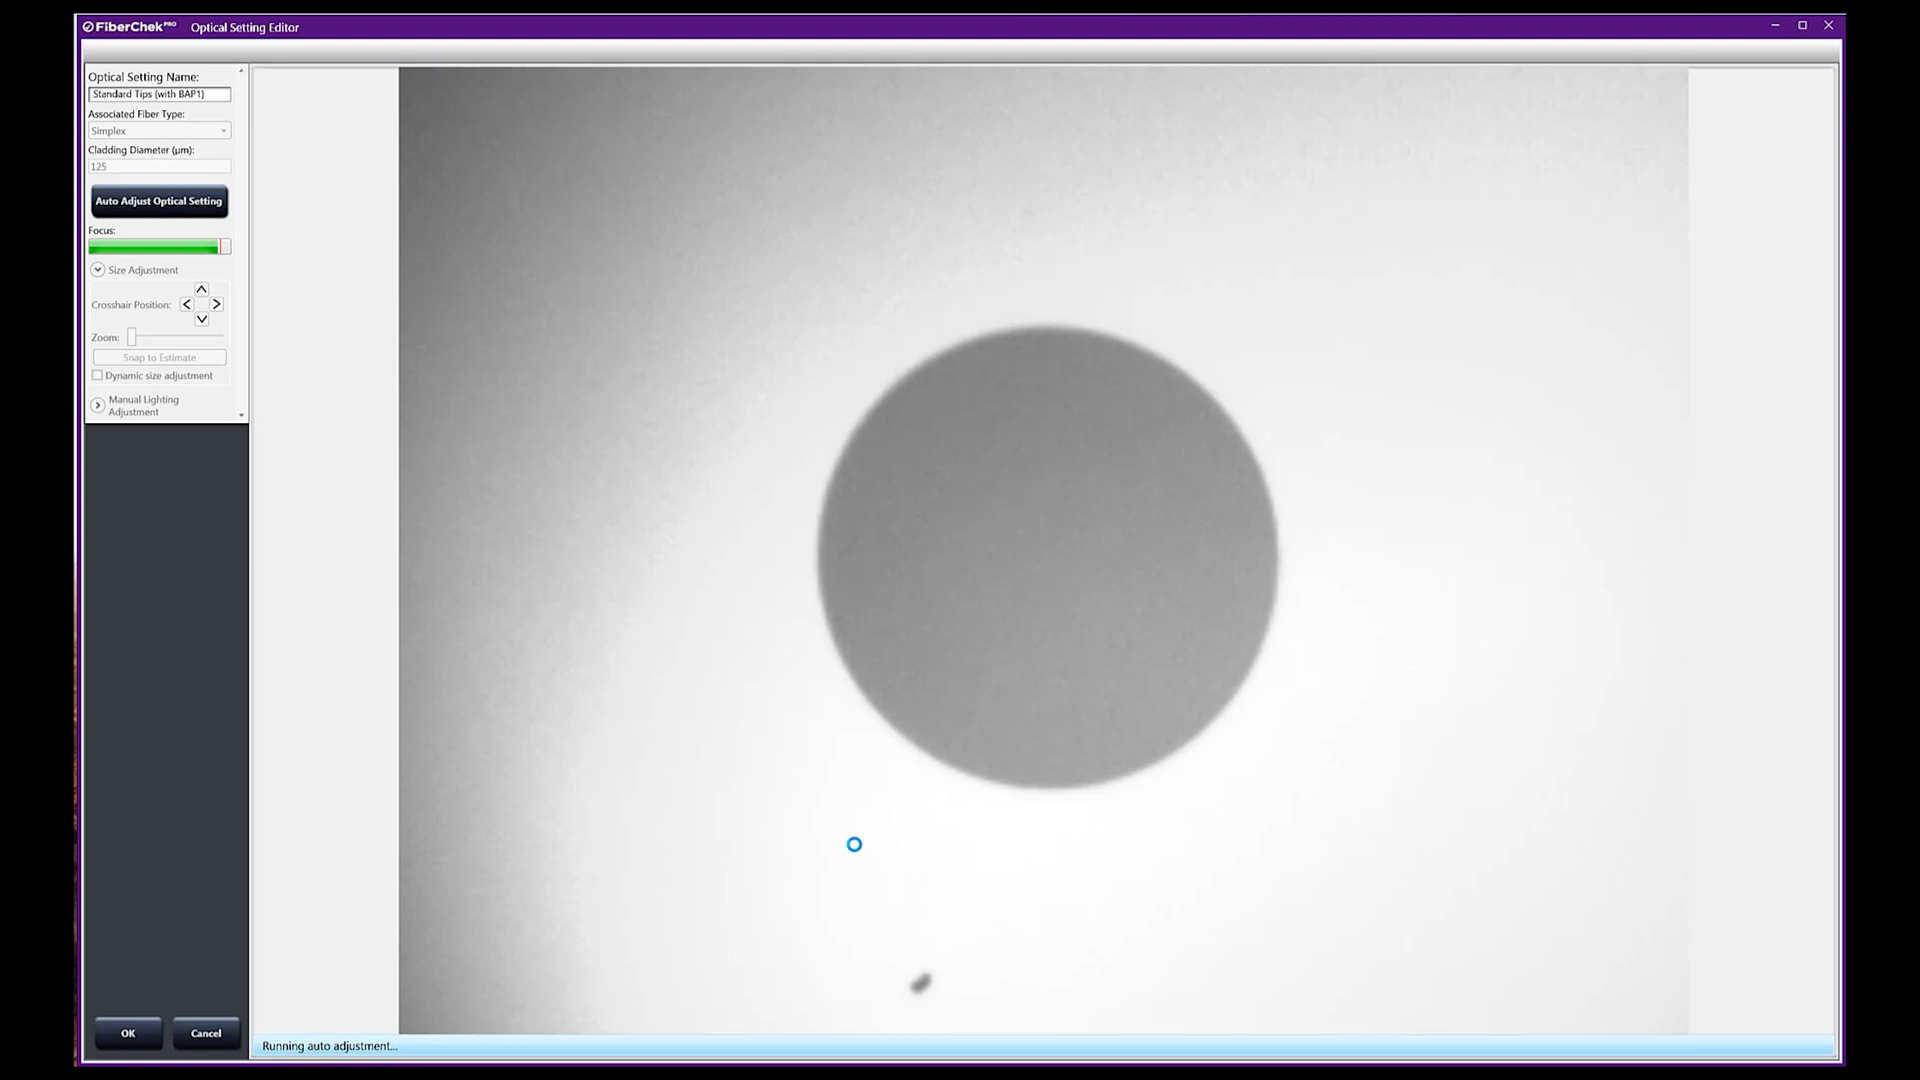 FiberChek PRO Optical Setting Editor
Optical Setting Name:
Standard Tips (with BAP1)
Associated Fiber Type:
Simplex
Cladding Diameter (µm):
125
Auto Adjust Optical Setting
Focus:
Size Adjustment
Crosshair Position:
Zoom:
Snap to Estimate
Dynamic size adjustment
Manual Lighting
Adjustment
OK Cancel
Running auto adjustment...